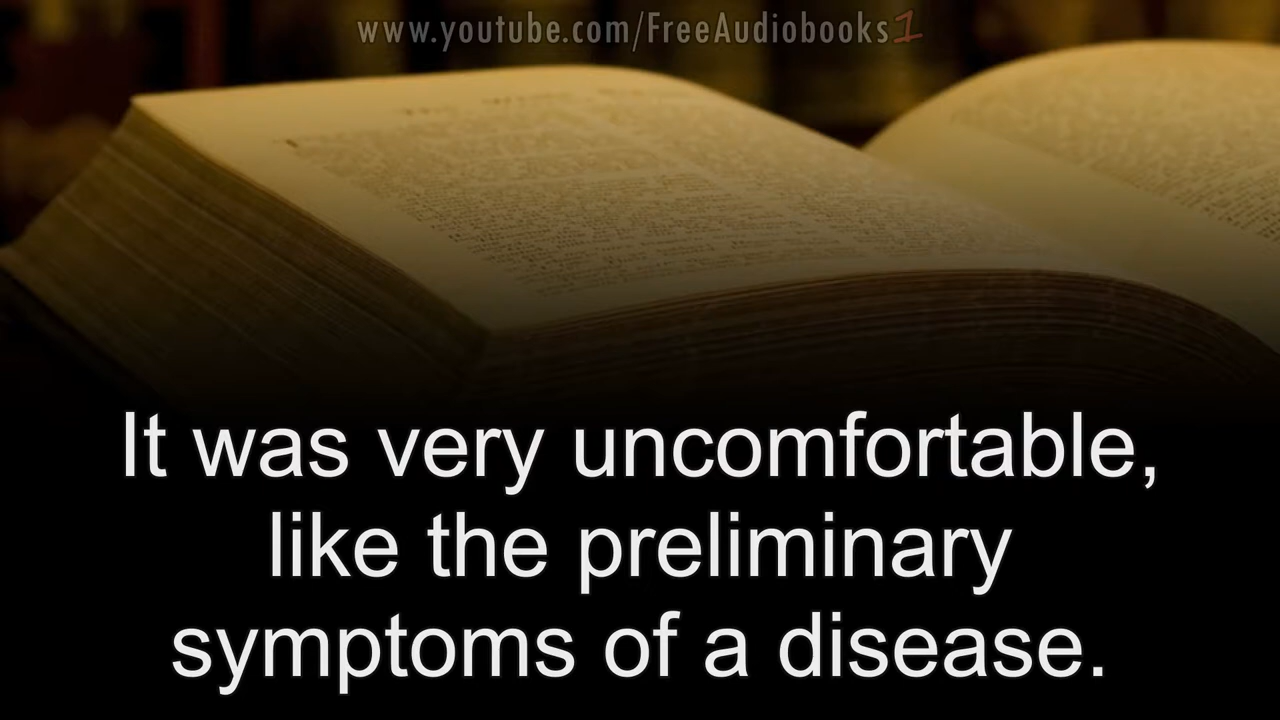 www.youtube.com/FreeAudiobooks1
It was very uncomfortable,
like the preliminary
symptoms of a disease.